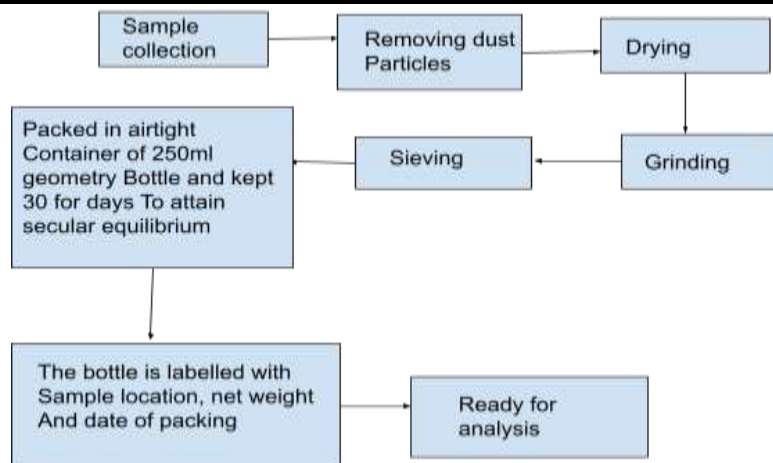 Sample
collection
Removing dust
Particles
Drying
Grinding
Sieving
Packed in airtight
Container of 250ml
geometry Bottle and kept
30 for days To attain
secular equilibrium
The bottle is labelled with
Sample location, net weight
And date of packing
Ready for
analysis